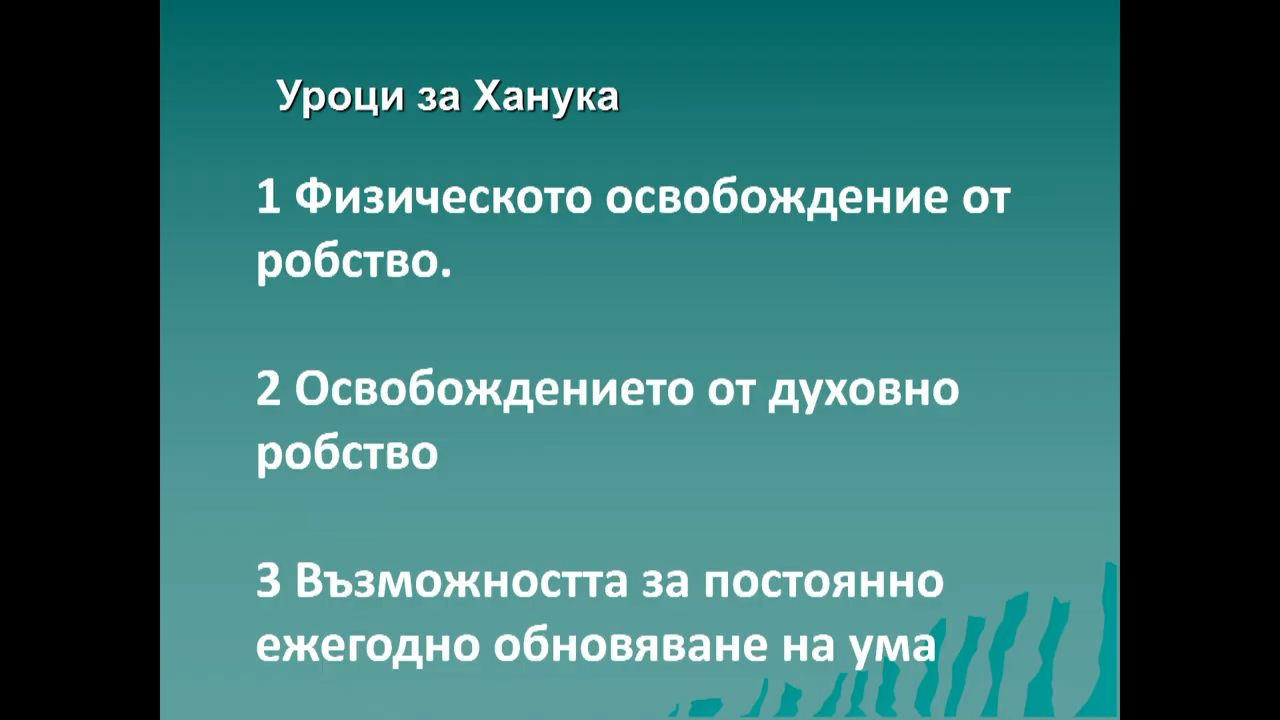 Уроци за Ханука
1 Физическото освобождение от
робство.
2 Освобождението от духовно
робство
3 Възможността за постоянно
ежегодно обновяване на ума